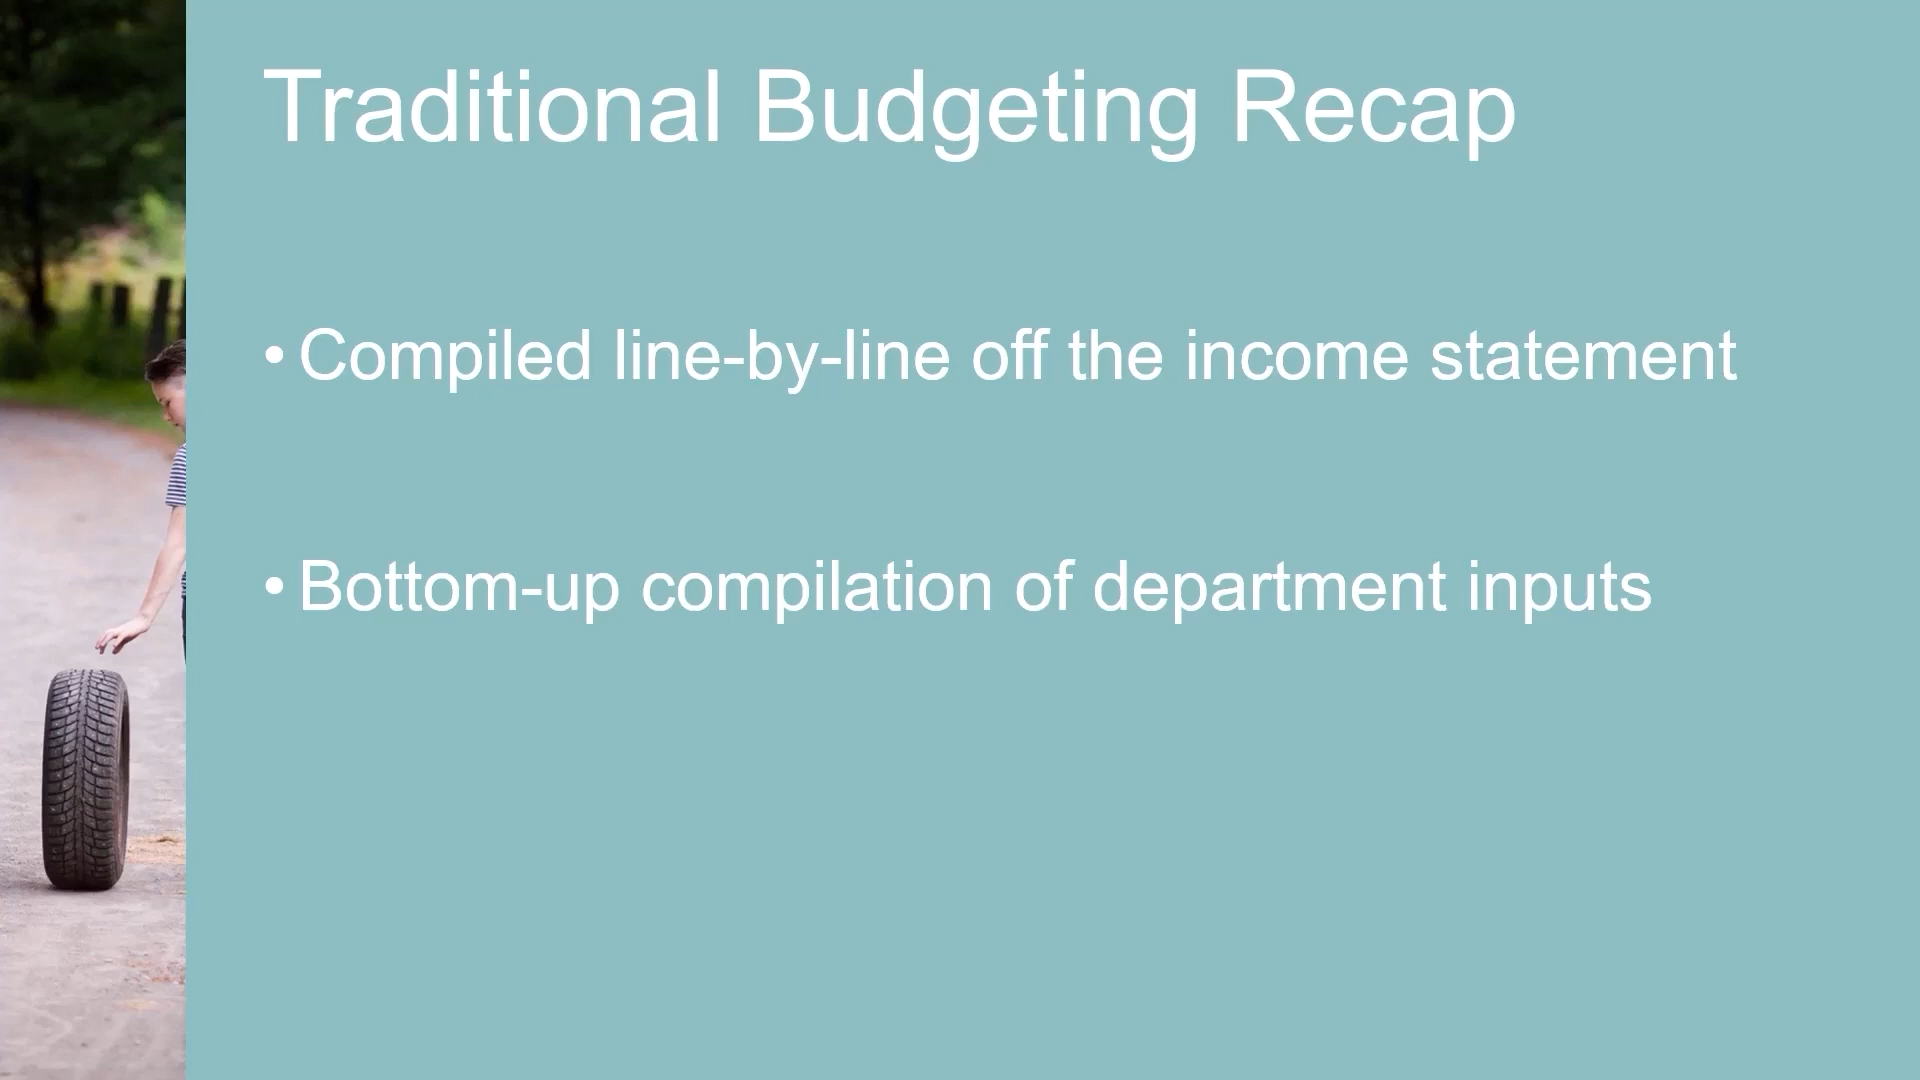 Traditional Budgeting Recap
• Compiled line-by-line off the income statement
• Bottom-up compilation of department inputs